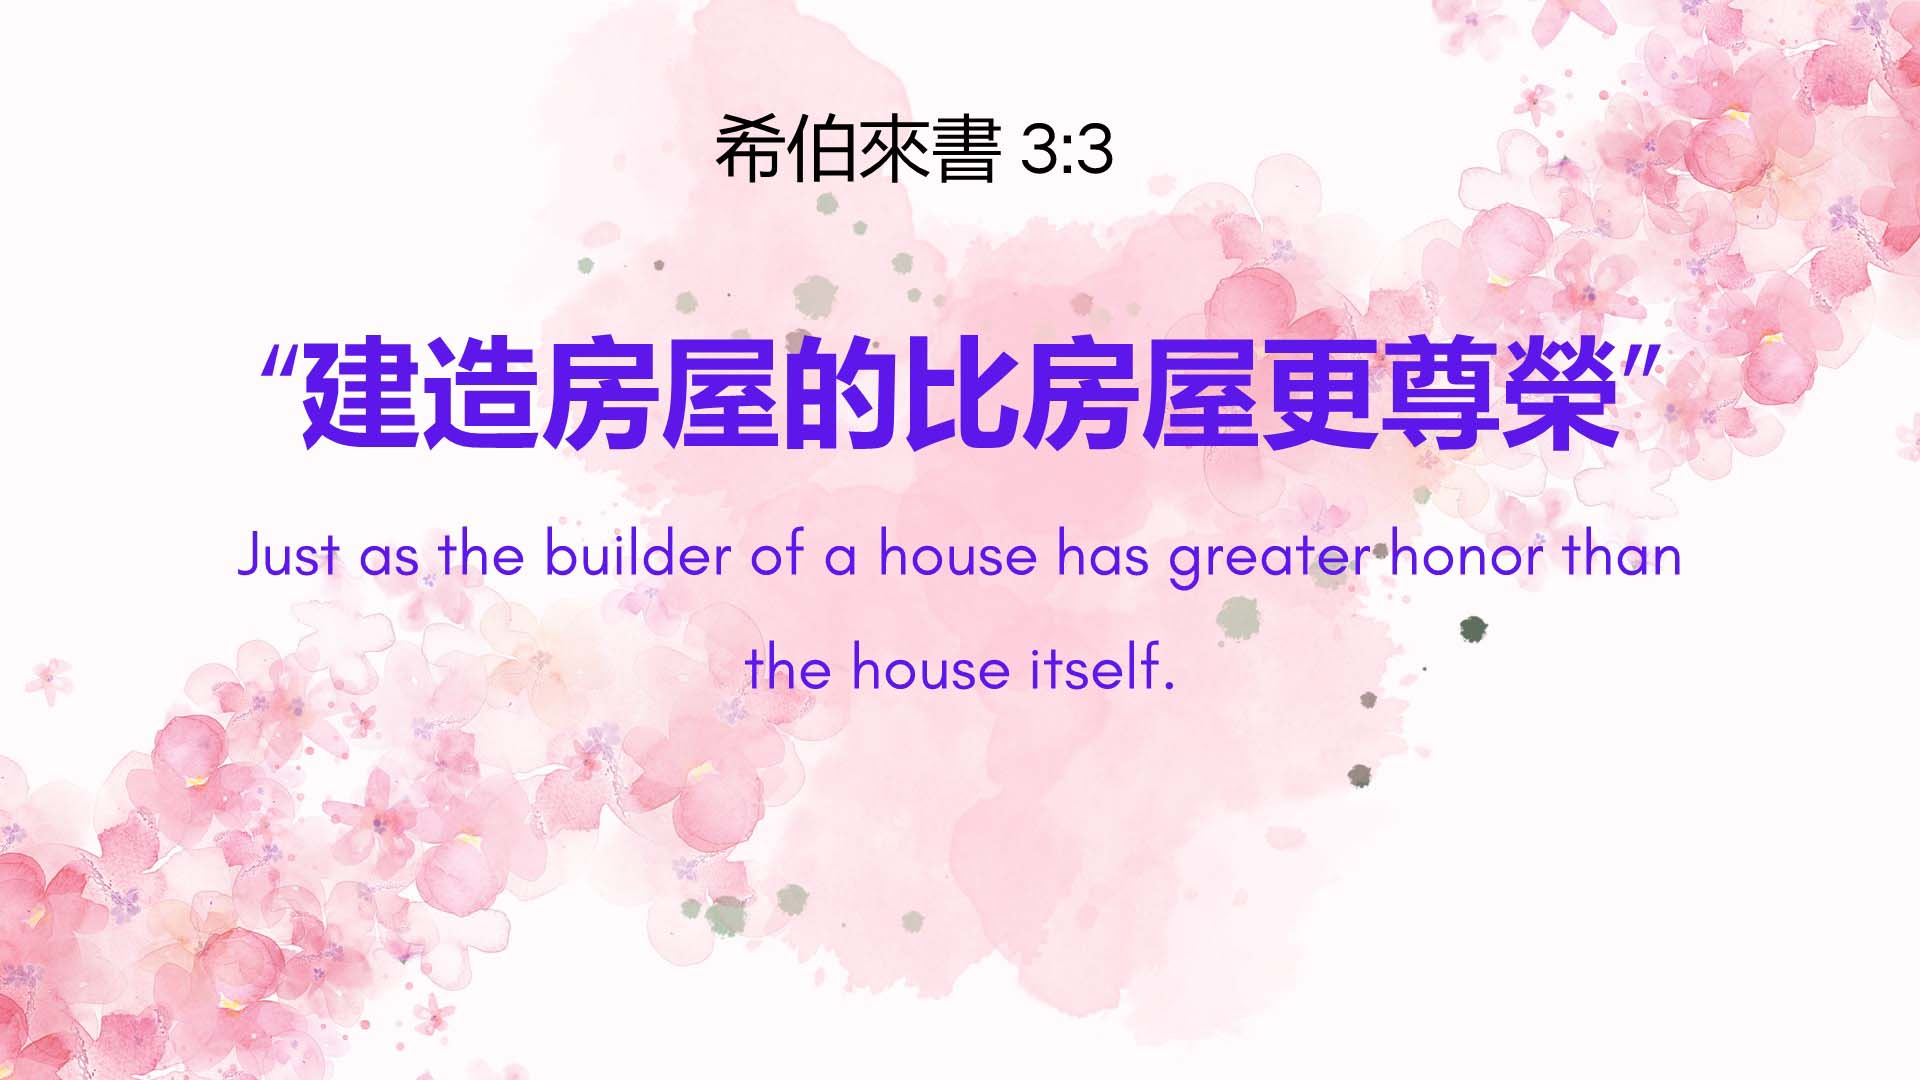 希伯來書 3:3
“建造房屋的比房屋更尊榮”
Just as the builder of a house has greater honor than
the house itself.